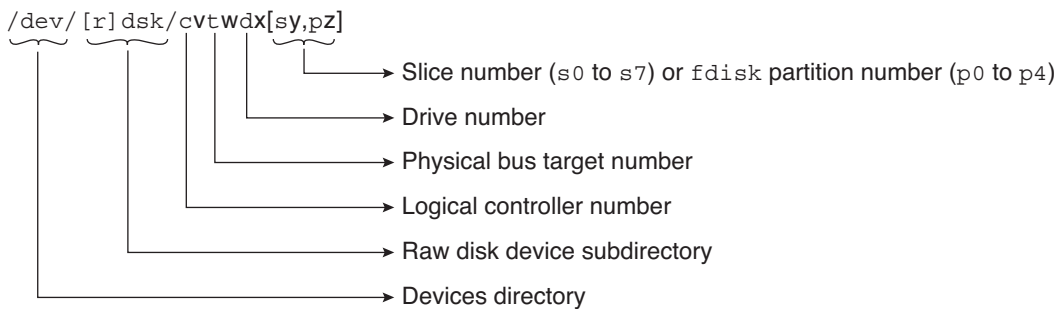 /dev/[r]dsk/cvtwdx[sy,pz]
Slice number (s0 to s7) or fdisk partition number (p0 to p4)
Drive number
Physical bus target number
Logical controller number
Raw disk device subdirectory
Devices directory